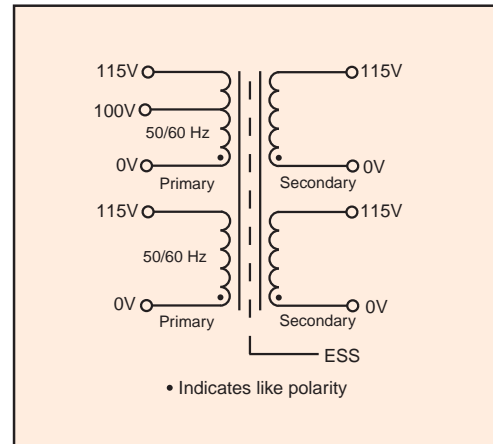 115V 115V
100V
50/60 Hz
0V 0V
Primary Secondary
115V 115V
50/60 Hz
0V 0V
Primary Secondary
ESS
• Indicates like polarity